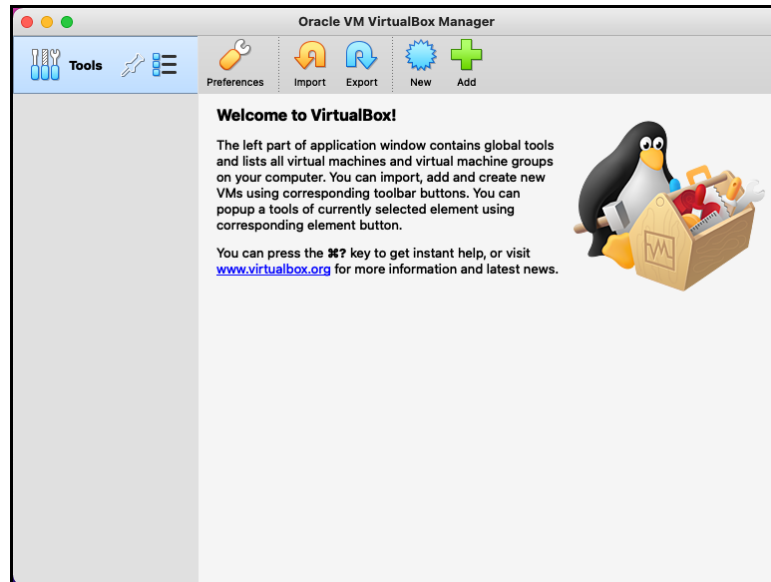 Oracle VM VirtualBox Manager
Tools
Preferences
Import
Export
New
Add
Welcome to VirtualBox!
The left part of application window contains global tools
and lists all virtual machines and virtual machine groups
on your computer. You can import, add and create new
VMs using corresponding toolbar buttons. You can
popup a tools of currently selected element using
corresponding element button.
You can press the ⌘? key to get instant help, or visit
www.virtualbox.org for more information and latest news.